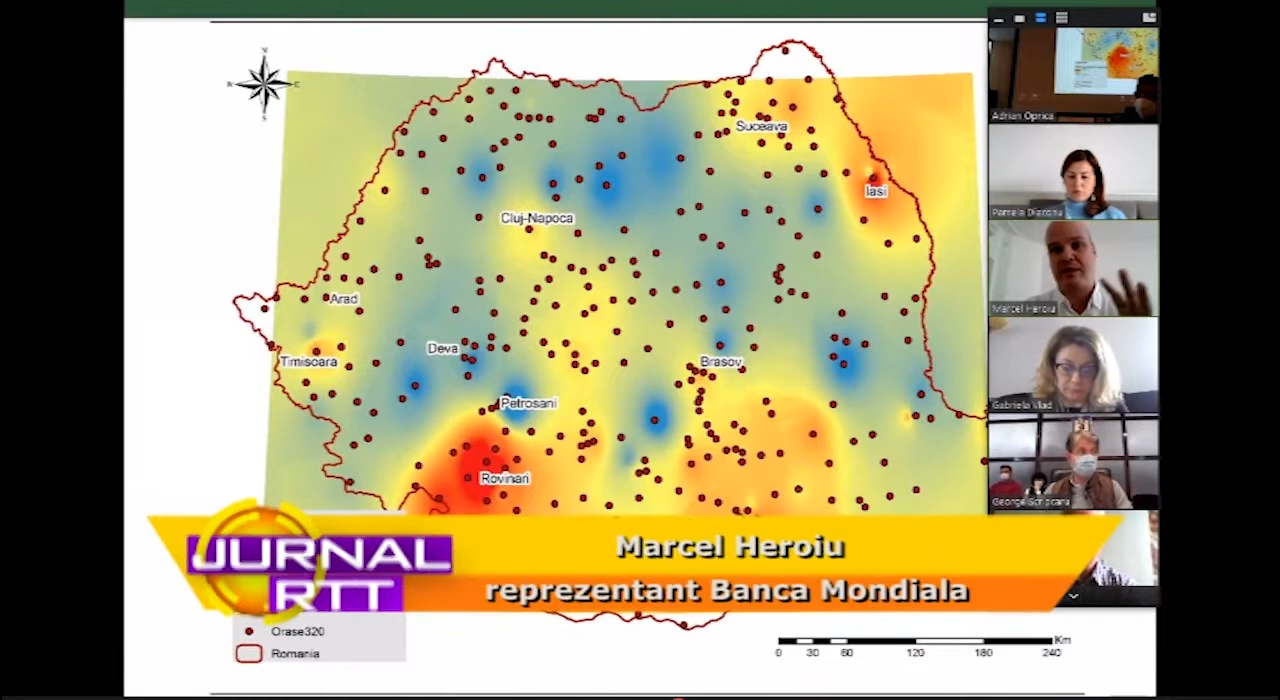 N
W
E
S
Suceava
Iasi
Cluj-Napoca
Arad
Timisoara
Deva
Brasov
Petrosani
Rovinari
Adrian Oprica
Pamela Diaconu
Marcel Heroiu
Gabriela Vlad
JURNAL
RTT
Marcel Heroiu
reprezentant Banca Mondiala
Orase320
Romania
Km
0 30 60 120 180 240